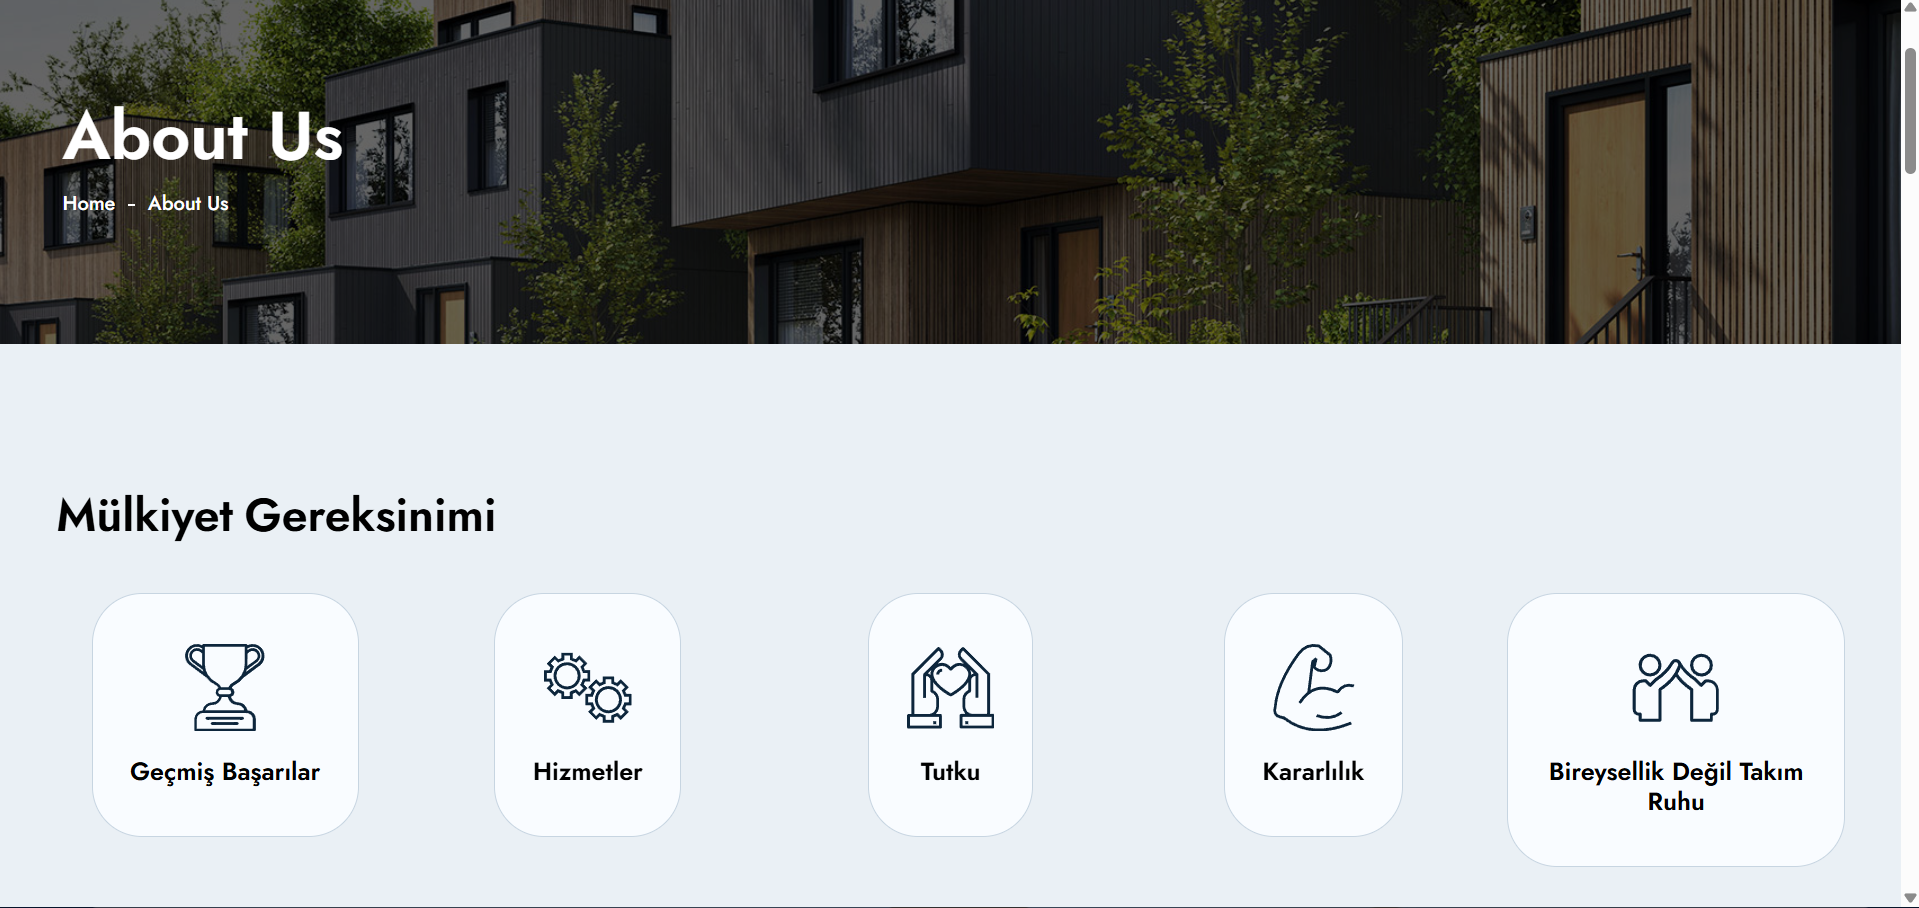 About Us
Home - About Us
Mülkiyet Gereksinimi
Geçmiş Başarılar
Hizmetler
Tutku
Kararlılık
Bireysellik Değil Takım
Ruhu